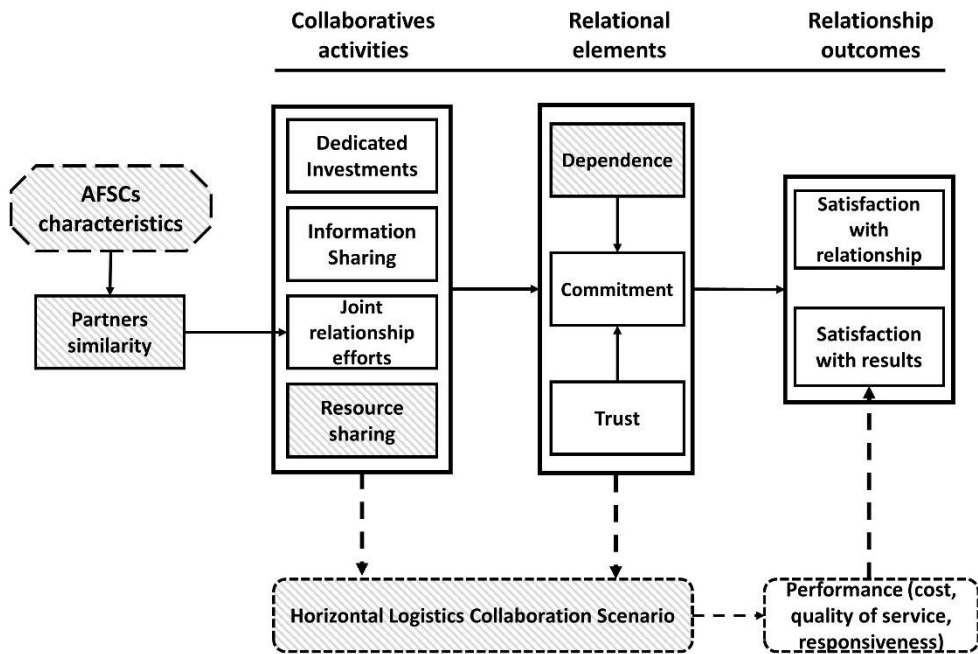 Collaboratives
activities
Relational
elements
Relationship
outcomes
AFSCs
characteristics
Partners
similarity
Dedicated
Investments
Information
Sharing
Joint
relationship
efforts
Resource
sharing
Dependence
Commitment
Trust
Satisfaction
with
relationship
Satisfaction
with results
Horizontal Logistics Collaboration Scenario
Performance (cost,
quality of service,
responsiveness)